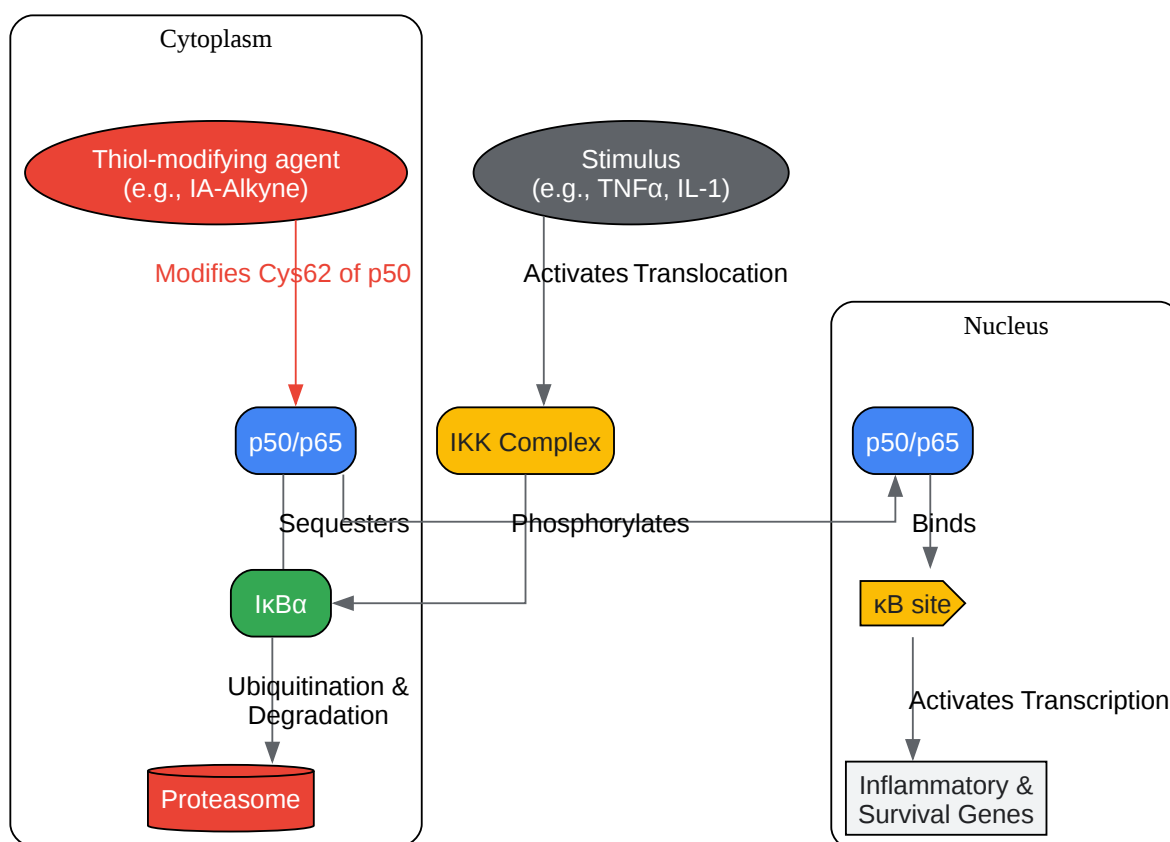 Cytoplasm
Thiol-modifying agent
(e.g., IA-Alkyne)
Stimulus
(e.g., TNFα, IL-1)
Modifies Cys62 of p50
Activates Translocation
Nucleus
p50/p65
IKK Complex
p50/p65
Sequesters
Phosphorylates
Binds
IκBα
κB site
Ubiquitination &
Degradation
Activates Transcription
Proteasome
Inflammatory &
Survival Genes